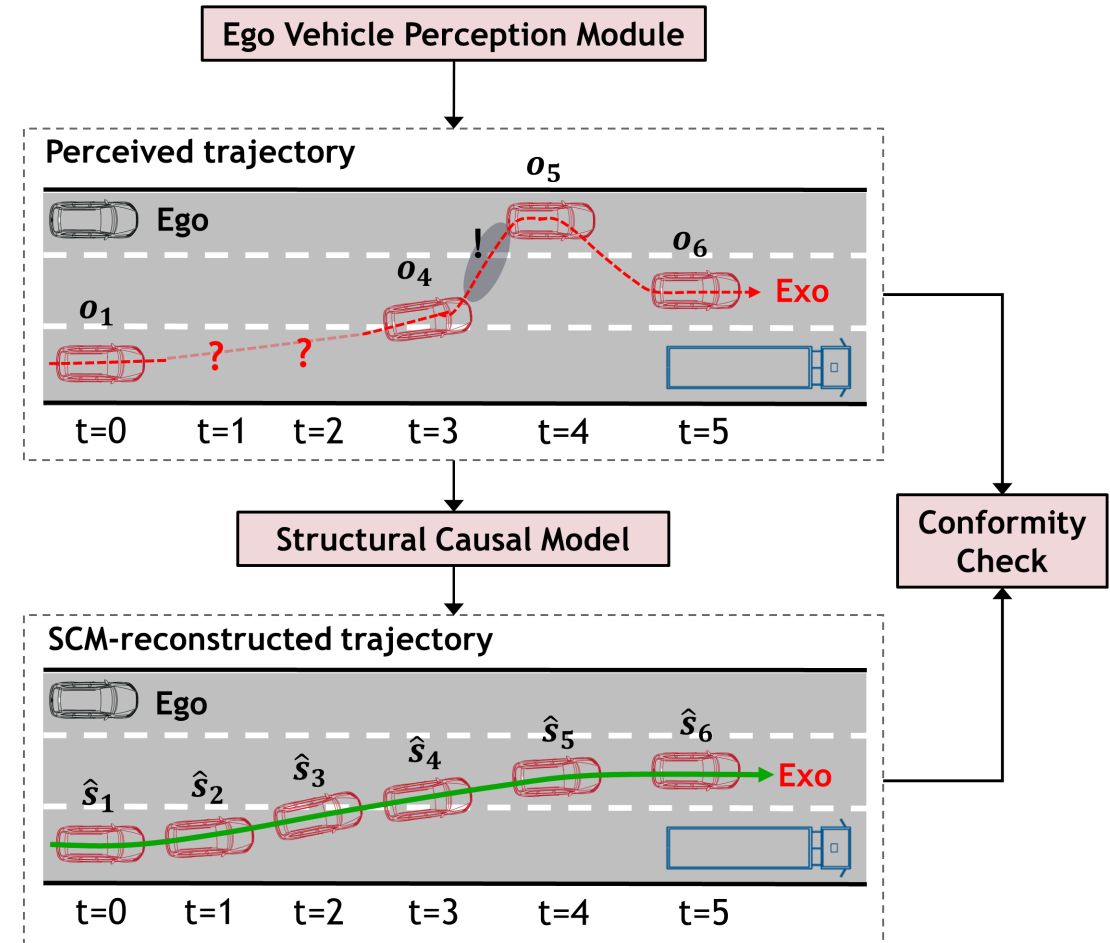 Ego Vehicle Perception Module
Perceived trajectory
o₅
Ego
!
o₆
o₄
Exo
o₁
? ?
t=0 t=1 t=2 t=3 t=4 t=5
Structural Causal Model
Conformity
Check
SCM-reconstructed trajectory
Ego
ŝ₁ ŝ₂ ŝ₃ ŝ₄ ŝ₅ ŝ₆
Exo
t=0 t=1 t=2 t=3 t=4 t=5